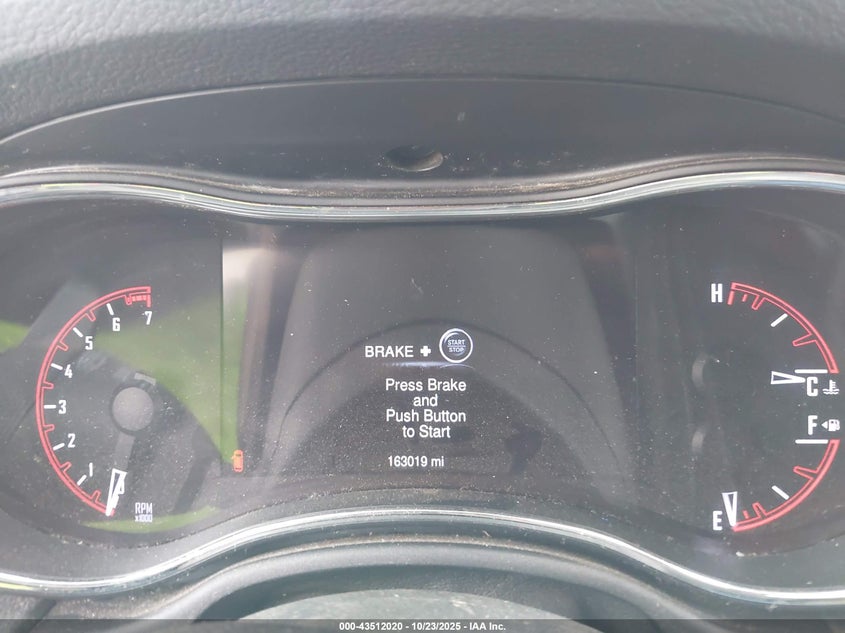 BRAKE + START STOP
Press Brake
and
Push Button
to Start
163019 mi
7
6
5
4
3
2
1
RPM
x1000
H
C
F
E
000-43512020 - 10/23/2025 - IAA Inc.